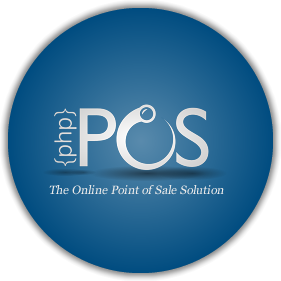 {php}
POS
The Online Point of Sale Solution